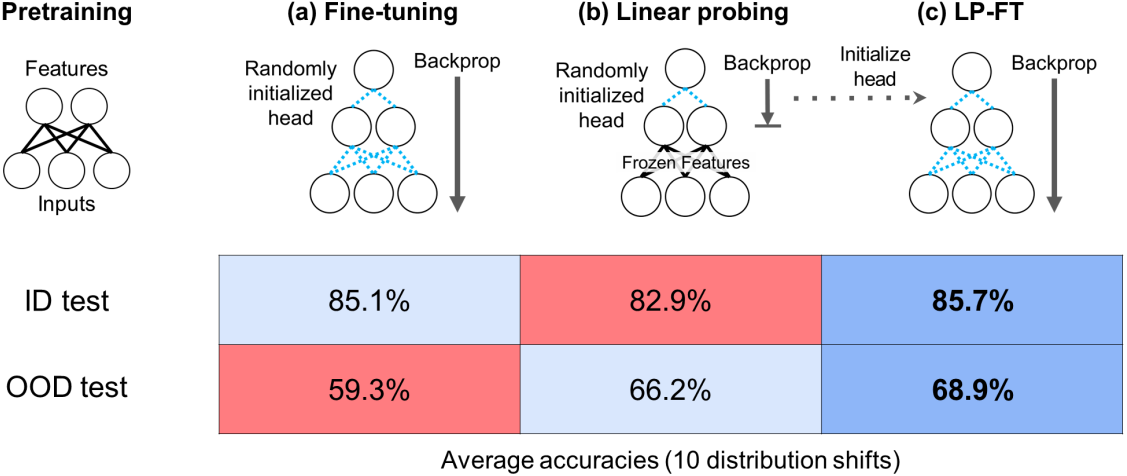 Pretraining
(a) Fine-tuning
(b) Linear probing
(c) LP-FT
Features
Inputs
Randomly
initialized
head
Backprop
Randomly
initialized
head
Backprop
Frozen Features
Initialize
head
Backprop
ID test
85.1%
82.9%
85.7%
OOD test
59.3%
66.2%
68.9%
Average accuracies (10 distribution shifts)